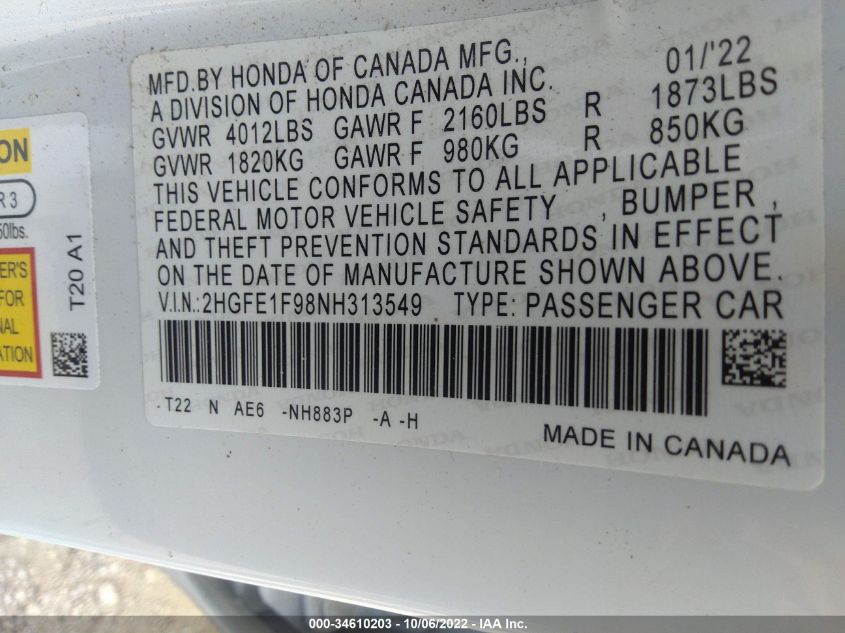 MFD.BY HONDA OF CANADA MFG., 01/'22
A DIVISION OF HONDA CANADA INC.
GVWR 4012LBS GAWR F 2160LBS R 1873LBS
GVWR 1820KG GAWR F 980KG R 850KG
THIS VEHICLE CONFORMS TO ALL APPLICABLE
FEDERAL MOTOR VEHICLE SAFETY , BUMPER ,
AND THEFT PREVENTION STANDARDS IN EFFECT
ON THE DATE OF MANUFACTURE SHOWN ABOVE.
V.I.N.:2HGFE1F98NH313549 TYPE: PASSENGER CAR
-T22 N AE6 -NH883P -A -H
MADE IN CANADA
ON
R 3
50lbs.
ER'S
FOR
NAL
ATION
T20 A1
000-34610203 - 10/06/2022 - IAA Inc.